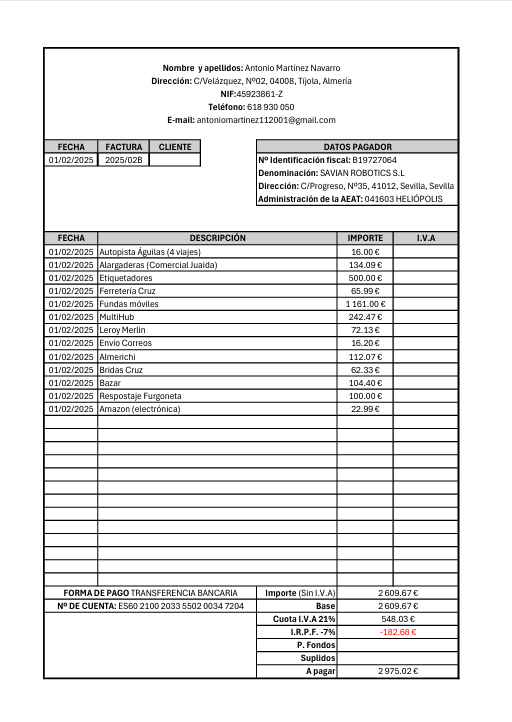 Nombre y apellidos: Antonio Martínez Navarro
Dirección: C/Velázquez, Nº02, 04008, Tíjola, Almería
NIF:45923861-Z
Teléfono: 618 930 050
E-mail: antoniomartinez112001@gmail.com
FECHA FACTURA CLIENTE
01/02/2025 2025/02B
DATOS PAGADOR
Nº Identificación fiscal: B19727064
Denominación: SAVIAN ROBOTICS S.L
Dirección: C/Progreso, Nº35, 41012, Sevilla, Sevilla
Administración de la AEAT: 041603 HELIÓPOLIS
FECHA DESCRIPCIÓN IMPORTE I.V.A
01/02/2025 Autopista Águilas (4 viajes) 16.00 €
01/02/2025 Alargaderas (Comercial Juaida) 134.09 €
01/02/2025 Etiquetadores 500.00 €
01/02/2025 Ferretería Cruz 65.99 €
01/02/2025 Fundas móviles 1 161.00 €
01/02/2025 MultiHub 242.47 €
01/02/2025 Leroy Merlin 72.13 €
01/02/2025 Envío Correos 16.20 €
01/02/2025 Almerichi 112.07 €
01/02/2025 Bridas Cruz 62.33 €
01/02/2025 Bazar 104.40 €
01/02/2025 Respostaje Furgoneta 100.00 €
01/02/2025 Amazon (electrónica) 22.99 €
FORMA DE PAGO TRANSFERENCIA BANCARIA
Nº DE CUENTA: ES60 2100 2033 5502 0034 7204
Importe (Sin I.V.A) 2 609.67 €
Base 2 609.67 €
Cuota I.V.A 21% 548.03 €
I.R.P.F. -7% -182.68 €
P. Fondos
Suplidos
A pagar 2 975.02 €